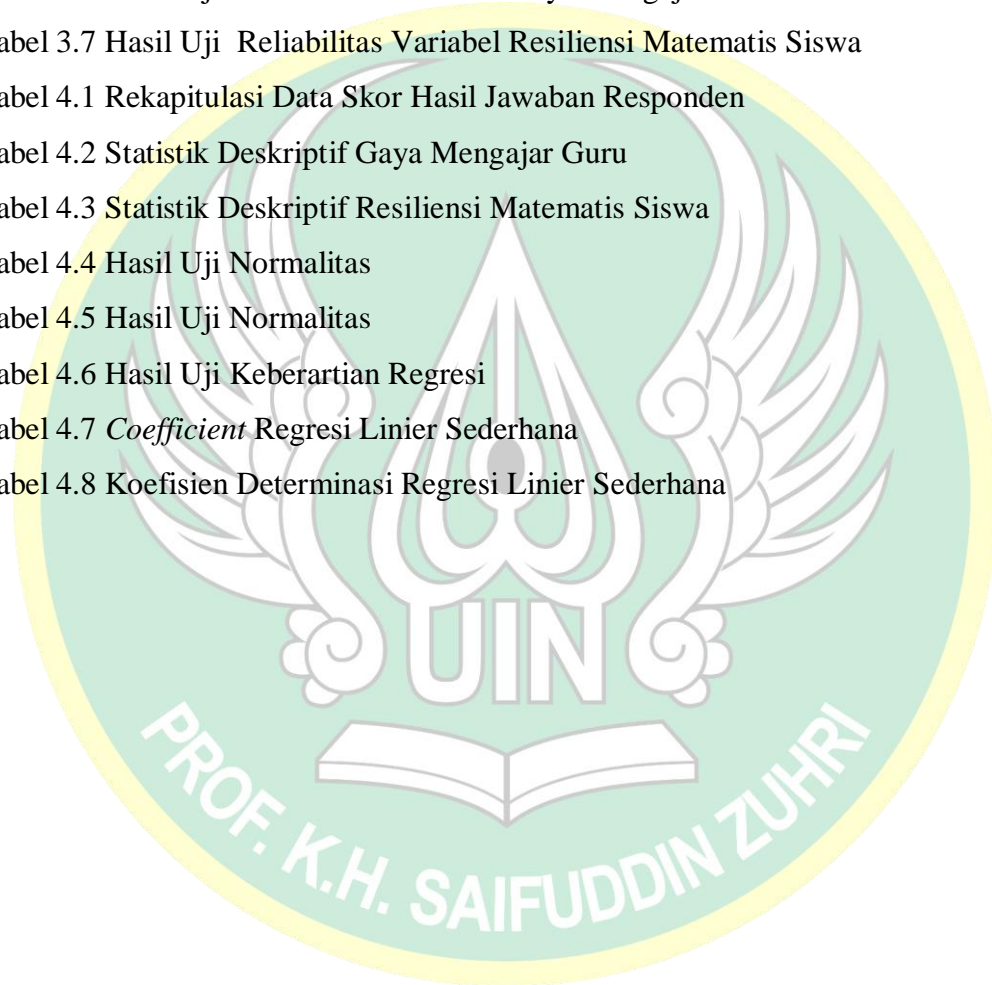 abel 3.7 Hasil Uji Reliabilitas Variabel Resiliensi Matematis Siswa
abel 4.1 Rekapitulasi Data Skor Hasil Jawaban Responden
abel 4.2 Statistik Deskriptif Gaya Mengajar Guru
abel 4.3 Statistik Deskriptif Resiliensi Matematis Siswa
abel 4.4 Hasil Uji Normalitas
abel 4.5 Hasil Uji Normalitas
abel 4.6 Hasil Uji Keberartian Regresi
abel 4.7 Coefficient Regresi Linier Sederhana
abel 4.8 Koefisien Determinasi Regresi Linier Sederhana
UIN
PROF. K.H. SAIFUDDIN ZUHRI